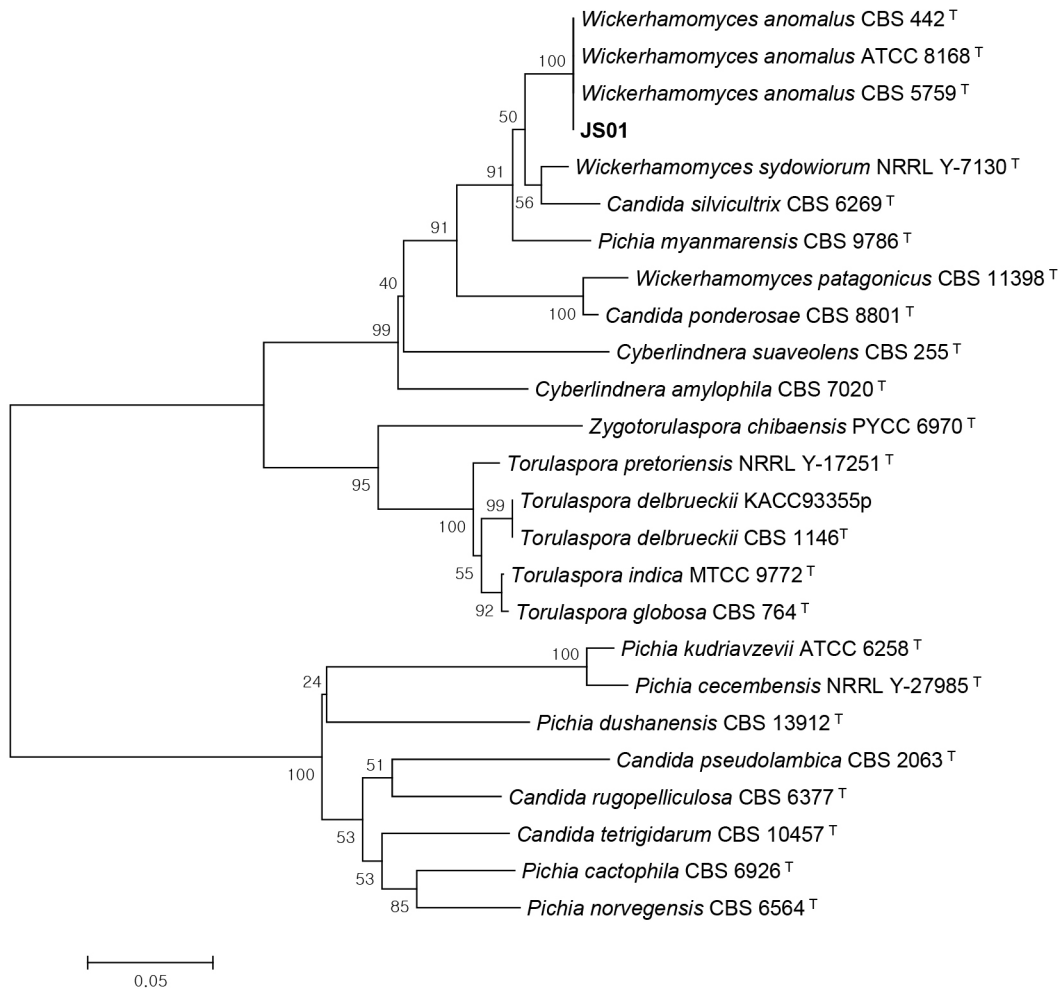 Wickerhamomyces anomalus CBS 442 T
Wickerhamomyces anomalus ATCC 8168 T
100
Wickerhamomyces anomalus CBS 5759 T
50
JS01
Wickerhamomyces sydowiorum NRRL Y-7130 T
91
56
Candida silvicultrix CBS 6269 T
91
Pichia myanmarensis CBS 9786 T
Wickerhamomyces patagonicus CBS 11398 T
40
100
Candida ponderosae CBS 8801 T
99
Cyberlindnera suaveolens CBS 255 T
Cyberlindnera amylophila CBS 7020 T
Zygotorulaspora chibaensis PYCC 6970 T
Torulaspora pretoriensis NRRL Y-17251 T
95
99
Torulaspora delbrueckii KACC93355p
100
Torulaspora delbrueckii CBS 1146T
55
Torulaspora indica MTCC 9772 T
92
Torulaspora globosa CBS 764 T
Pichia kudriavzevii ATCC 6258 T
100
24
Pichia cecembensis NRRL Y-27985 T
Pichia dushanensis CBS 13912 T
100
51
Candida pseudolambica CBS 2063 T
Candida rugopelliculosa CBS 6377 T
53
Candida tetrigidarum CBS 10457 T
53
Pichia cactophila CBS 6926 T
85
Pichia norvegensis CBS 6564 T
0.05